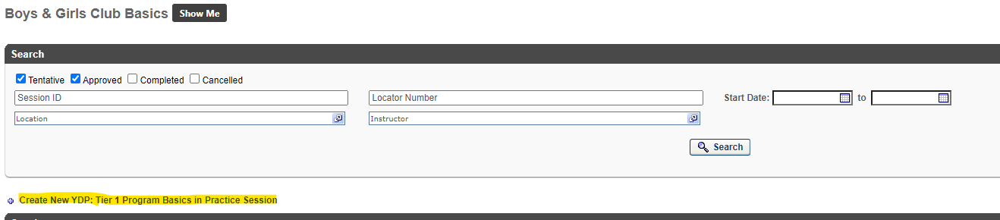 Boys & Girls Club Basics Show Me
Search
Tentative Approved Completed Cancelled
Session ID Locator Number Start Date: to
Location Instructor
Search
Create New YDP: Tier 1 Program Basics in Practice Session